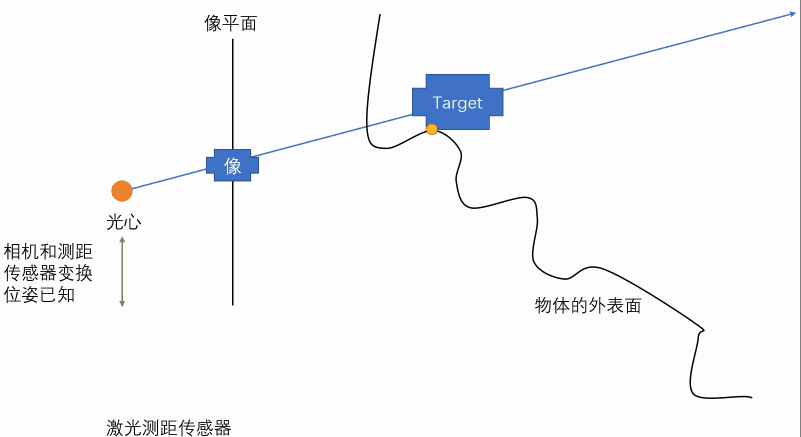 像平面
Target
像
光心
相机和测距
传感器变换
位姿已知
物体的外表面
激光测距传感器